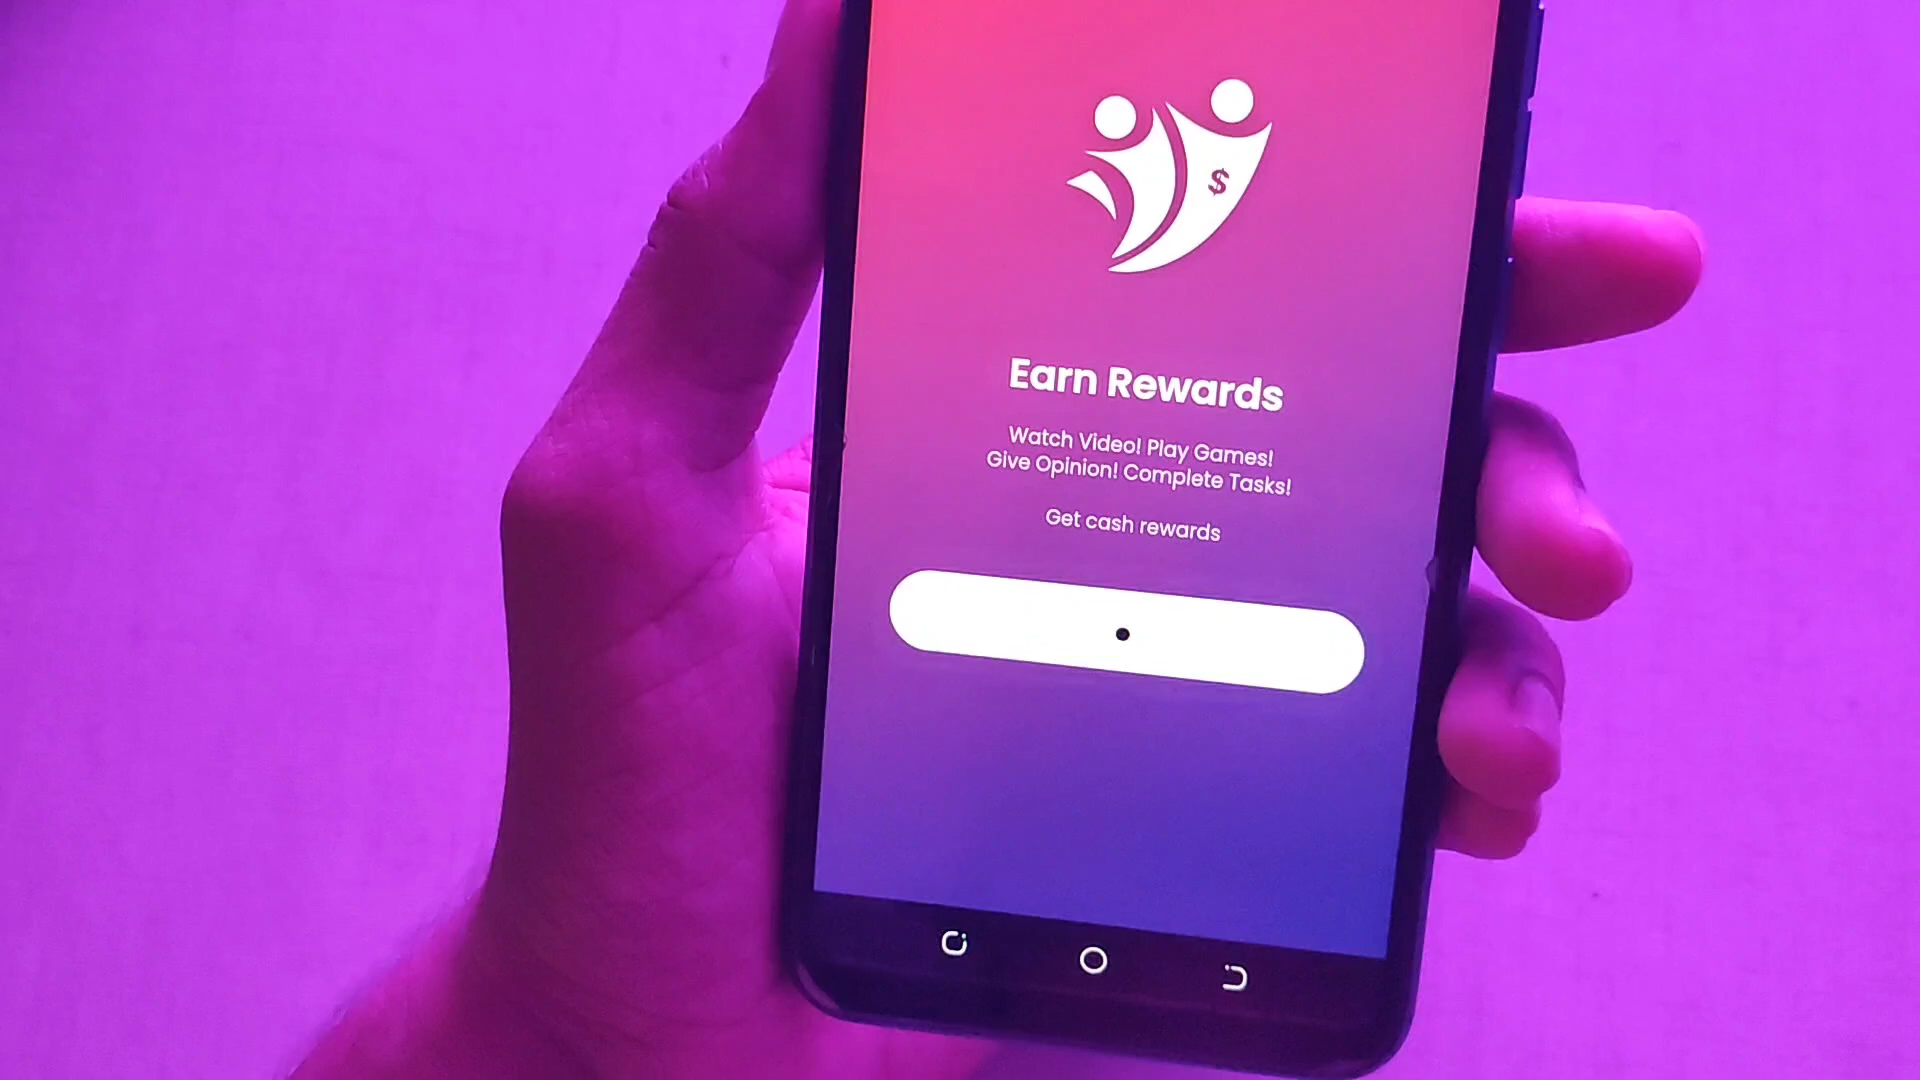 $
Earn Rewards
Watch Video! Play Games!
Give Opinion! Complete Tasks!
Get cash rewards